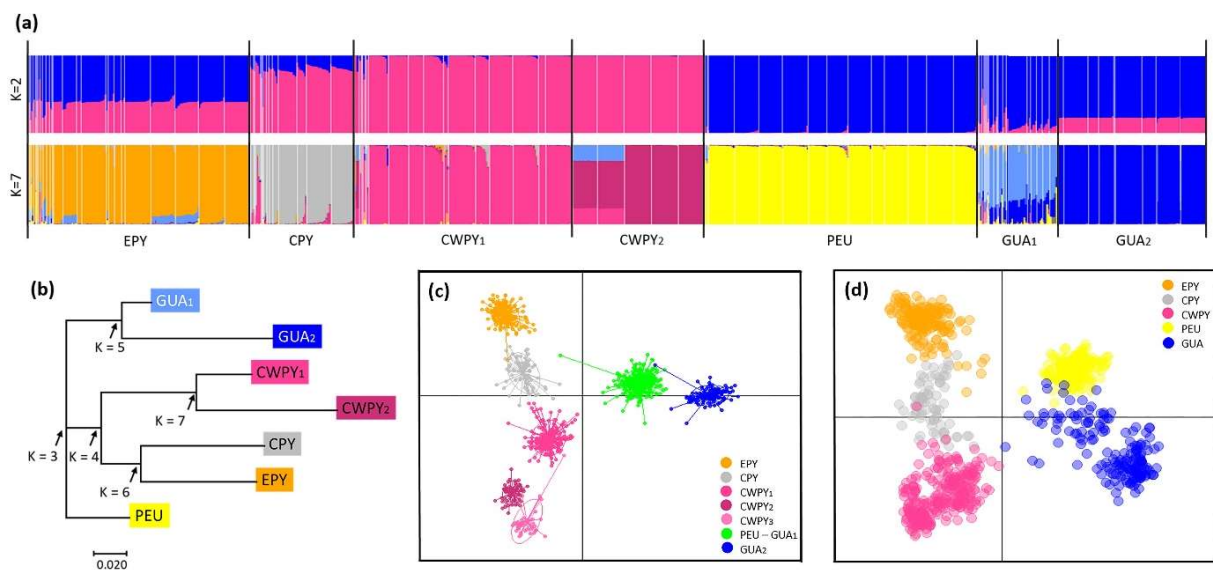 (a)
K=2
K=7
EPY CPY CWPY1 CWPY2 PEU GUA1 GUA2
(b)
GUA1
K = 5
GUA2
CWPY1
K = 7
CWPY2
K = 3
K = 4
CPY
K = 6
EPY
PEU
0.020
(c)
EPY
CPY
CWPY1
CWPY2
CWPY3
PEU – GUA1
GUA2
(d)
EPY
CPY
CWPY
PEU
GUA